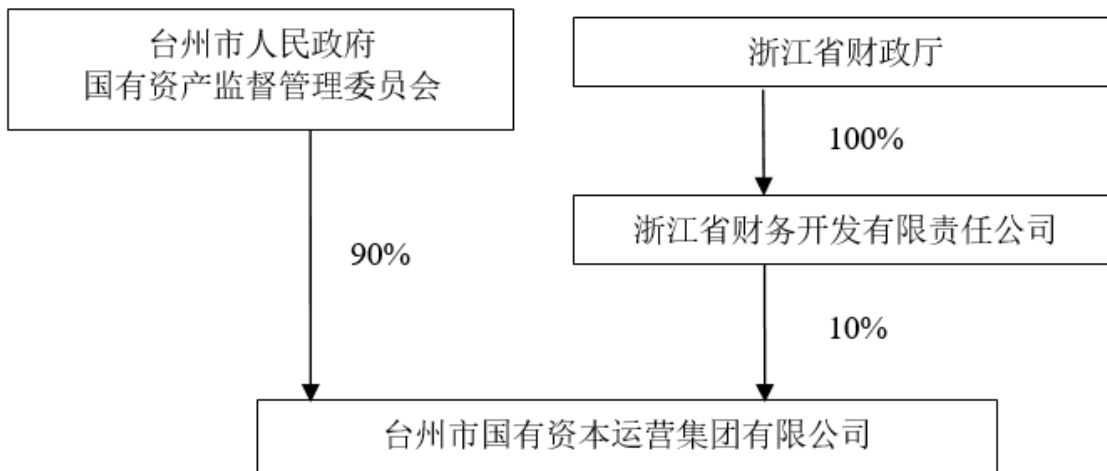 台州市人民政府
国有资产监督管理委员会
浙江省财政厅
100%
浙江省财务开发有限责任公司
90%
10%
台州市国有资本运营集团有限公司